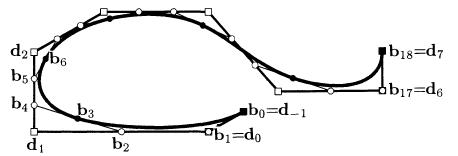 b₁₈=d₇
d₂
b₆
b₅
b₁₇=d₆
b₄
b₃
b₀=d₋₁
b₁=d₀
d₁
b₂